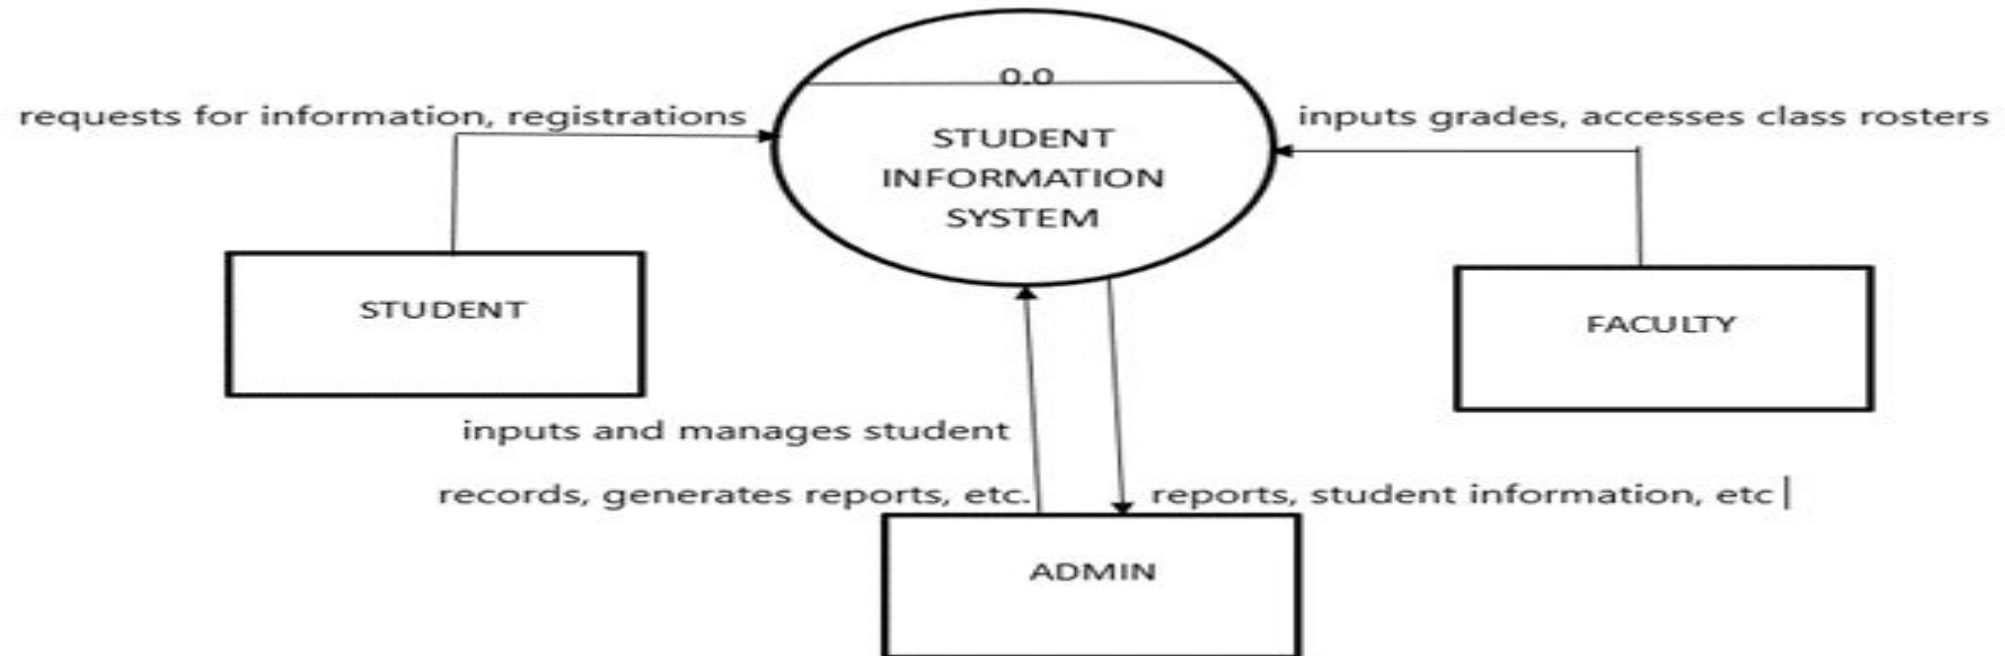 0.0
requests for information, registrations
inputs grades, accesses class rosters
STUDENT
INFORMATION
SYSTEM
STUDENT
FACULTY
inputs and manages student
records, generates reports, etc.
reports, student information, etc
ADMIN